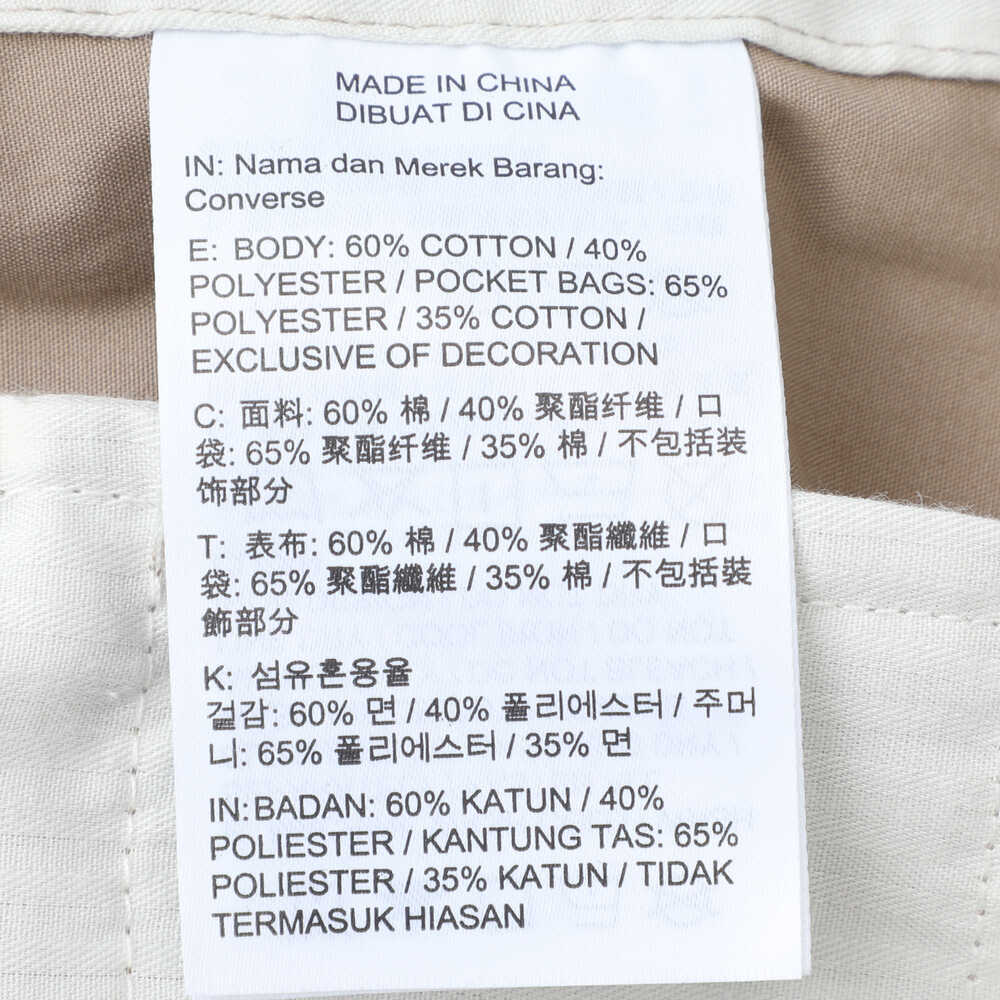 MADE IN CHINA
DIBUAT DI CINA
IN: Nama dan Merek Barang:
Converse
E: BODY: 60% COTTON / 40%
POLYESTER / POCKET BAGS: 65%
POLYESTER / 35% COTTON /
EXCLUSIVE OF DECORATION
C: 面料: 60% 棉 / 40% 聚酯纤维 / 口
袋: 65% 聚酯纤维 / 35% 棉 / 不包括装
饰部分
T: 表布: 60% 棉 / 40% 聚酯纖維 / 口
袋: 65% 聚酯纖維 / 35% 棉 / 不包括裝
飾部分
K: 섬유혼용율
겉감: 60% 면 / 40% 폴리에스터 / 주머
니: 65% 폴리에스터 / 35% 면
IN: BADAN: 60% KATUN / 40%
POLIESTER / KANTUNG TAS: 65%
POLIESTER / 35% KATUN / TIDAK
TERMASUK HIASAN